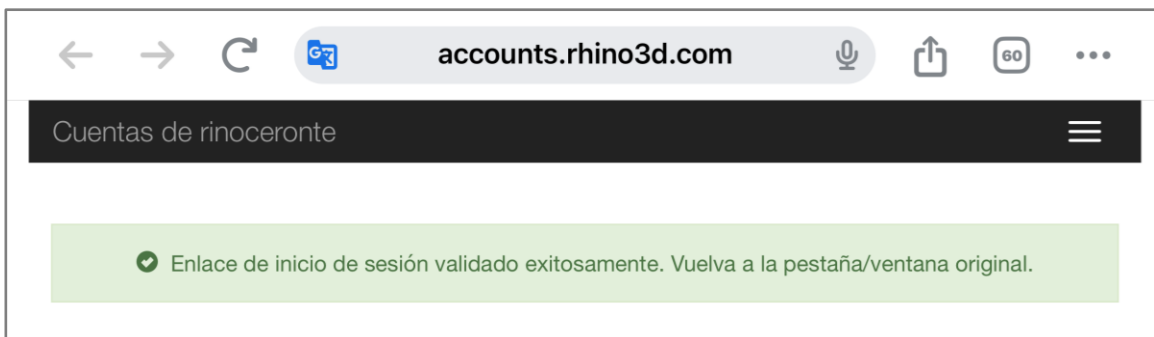 accounts.rhino3d.com
60
Cuentas de rinoceronte
Enlace de inicio de sesión validado exitosamente. Vuelva a la pestaña/ventana original.